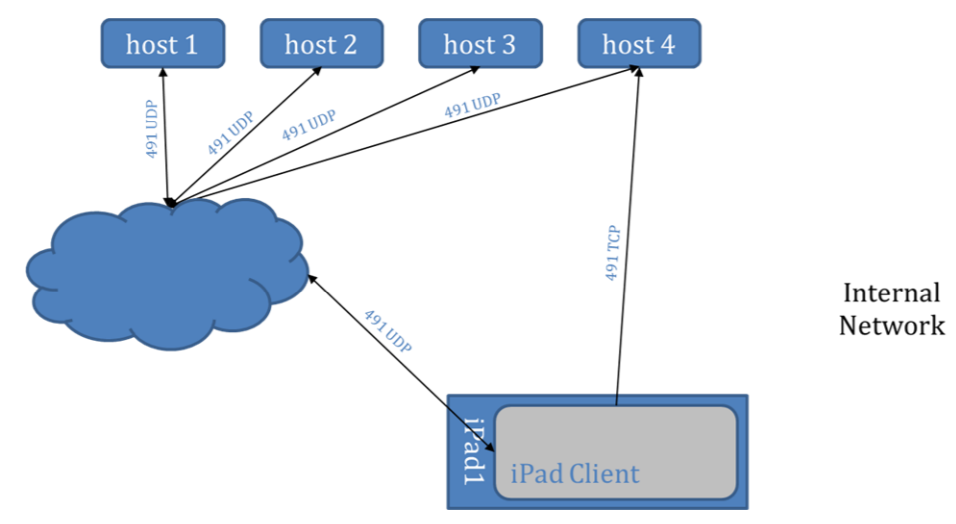 host 1
host 2
host 3
host 4
491 UDP
491 UDP
491 UDP
491 UDP
491 TCP
Internal
Network
491 UDP
iPad1
iPad Client